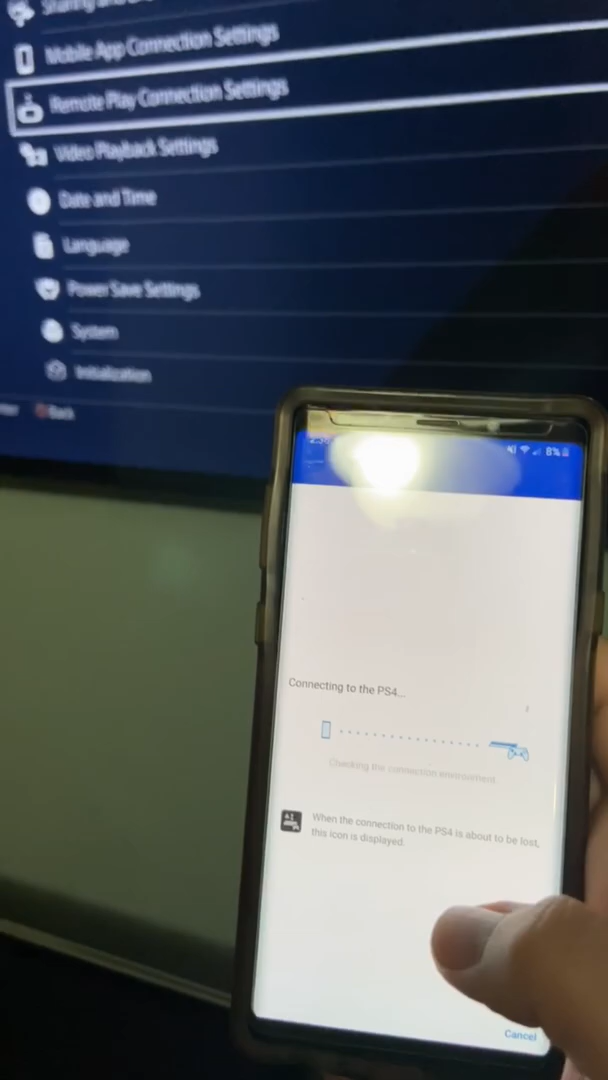 Sharing and
Mobile App Connection Settings
Remote Play Connection Settings
Video Playback Settings
Date and Time
Language
Power Save Settings
System
Initialization
Back
8%
Connecting to the PS4...
Checking the connection environment
When the connection to the PS4 is about to be lost,
this icon is displayed.
Cancel